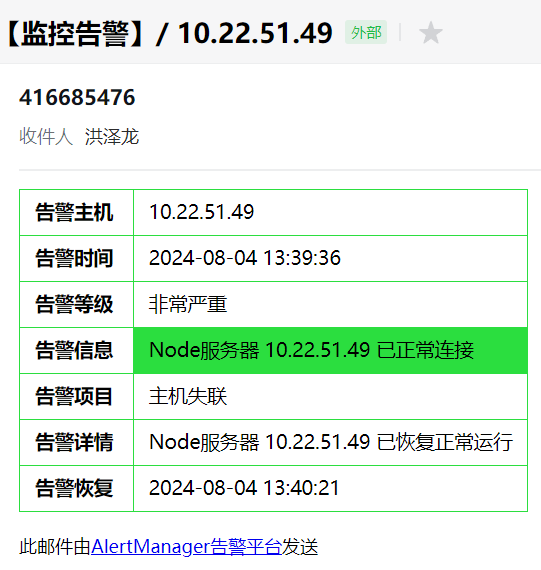 【监控告警】/ 10.22.51.49 外部
416685476
收件人 洪泽龙
告警主机 10.22.51.49
告警时间 2024-08-04 13:39:36
告警等级 非常严重
告警信息 Node服务器 10.22.51.49 已正常连接
告警项目 主机失联
告警详情 Node服务器 10.22.51.49 已恢复正常运行
告警恢复 2024-08-04 13:40:21
此邮件由AlertManager告警平台发送